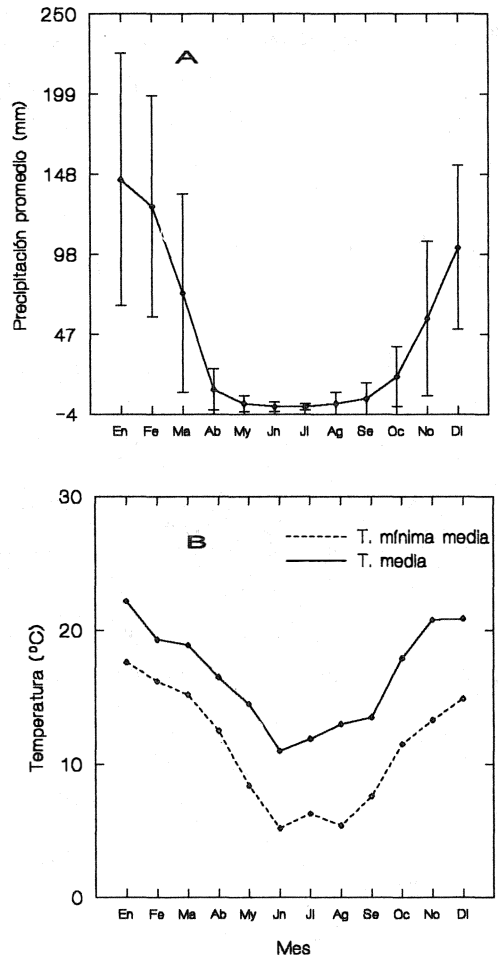 250
A
199
148
98
47
-4
Precipitación promedio (mm)
En Fe Ma Ab My Jn Jl Ag Se Oc No DI
30
B
T. mínima media
T. media
20
10
0
Temperatura (ºC)
En Fe Ma Ab My Jn Jl Ag Se Oc No DI
Mes